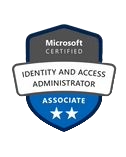 Microsoft
CERTIFIED
IDENTITY AND ACCESS
ADMINISTRATOR
ASSOCIATE